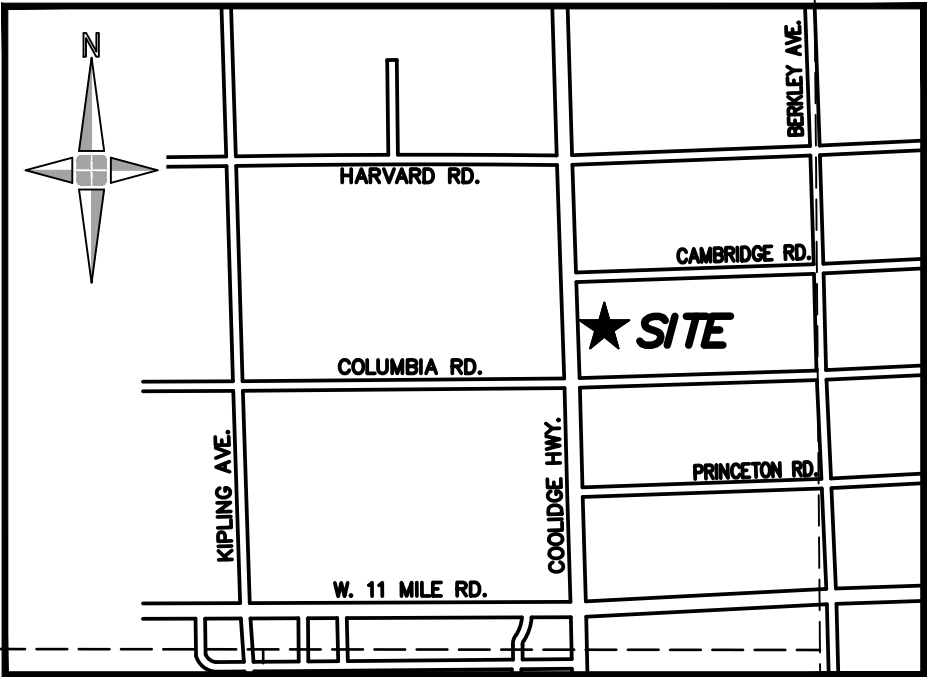 N
BERKLEY AVE.
HARVARD RD.
CAMBRIDGE RD.
SITE
COLUMBIA RD.
KIPLING AVE.
COOLIDGE HWY.
PRINCETON RD.
W. 11 MILE RD.